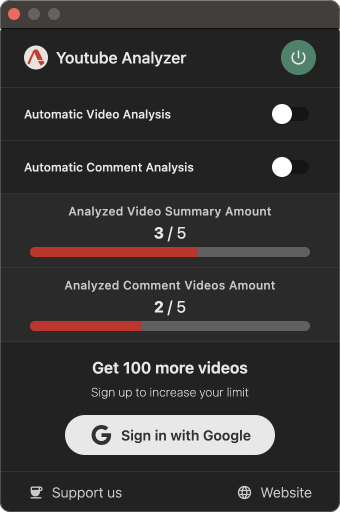 Youtube Analyzer
Automatic Video Analysis
Automatic Comment Analysis
Analyzed Video Summary Amount
3 / 5
Analyzed Comment Videos Amount
2 / 5
Get 100 more videos
Sign up to increase your limit
Sign in with Google
Support us
Website